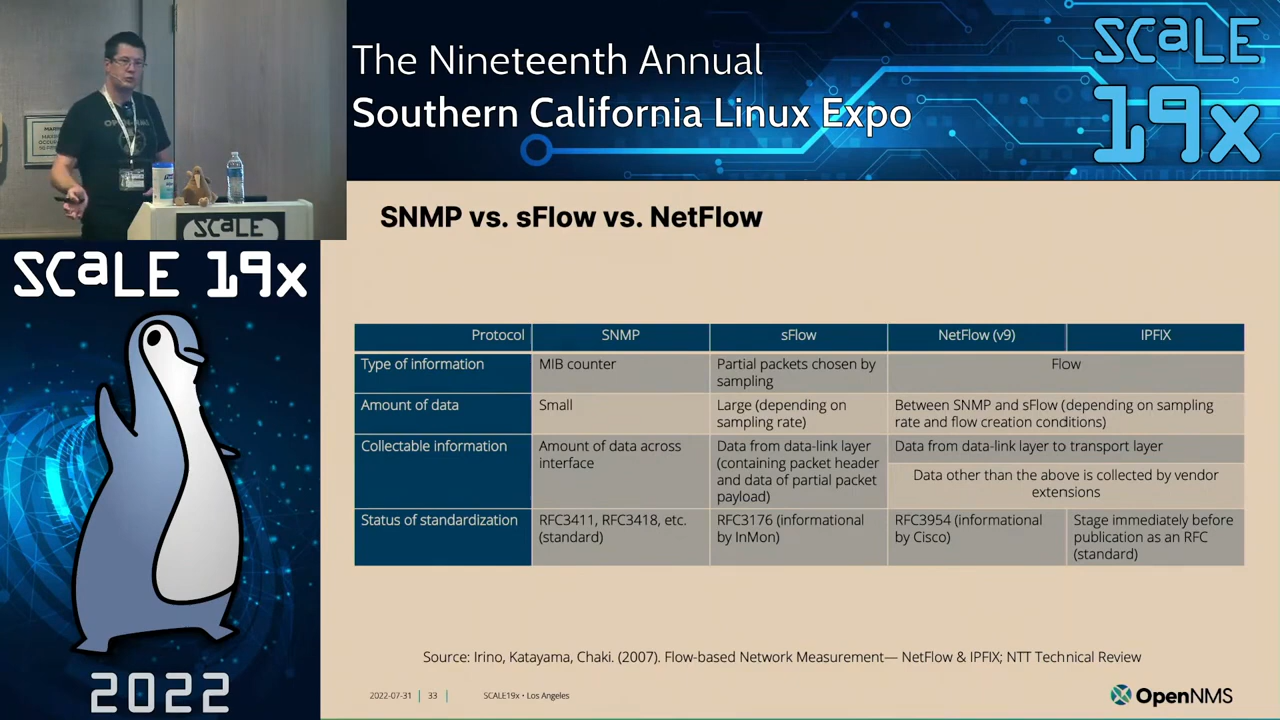 The Nineteenth Annual
Southern California Linux Expo
SCaLE
19x
SCALE
SCaLE 19x
2022
SNMP vs. sFlow vs. NetFlow
Protocol SNMP sFlow NetFlow (v9) IPFIX
Type of information MIB counter Partial packets chosen by Flow
sampling
Amount of data Small Large (depending on Between SNMP and sFlow (depending on sampling
sampling rate) rate and flow creation conditions)
Collectable information Amount of data across Data from data-link layer Data from data-link layer to transport layer
interface (containing packet header
and data of partial packet Data other than the above is collected by vendor
payload) extensions
Status of standardization RFC3411, RFC3418, etc. RFC3176 (informational RFC3954 (informational Stage immediately before
(standard) by InMon) by Cisco) publication as an RFC
(standard)
Source: Irino, Katayama, Chaki. (2007). Flow-based Network Measurement— NetFlow & IPFIX; NTT Technical Review
2022-07-31 | 33 | SCALE19x • Los Angeles
OpenNMS